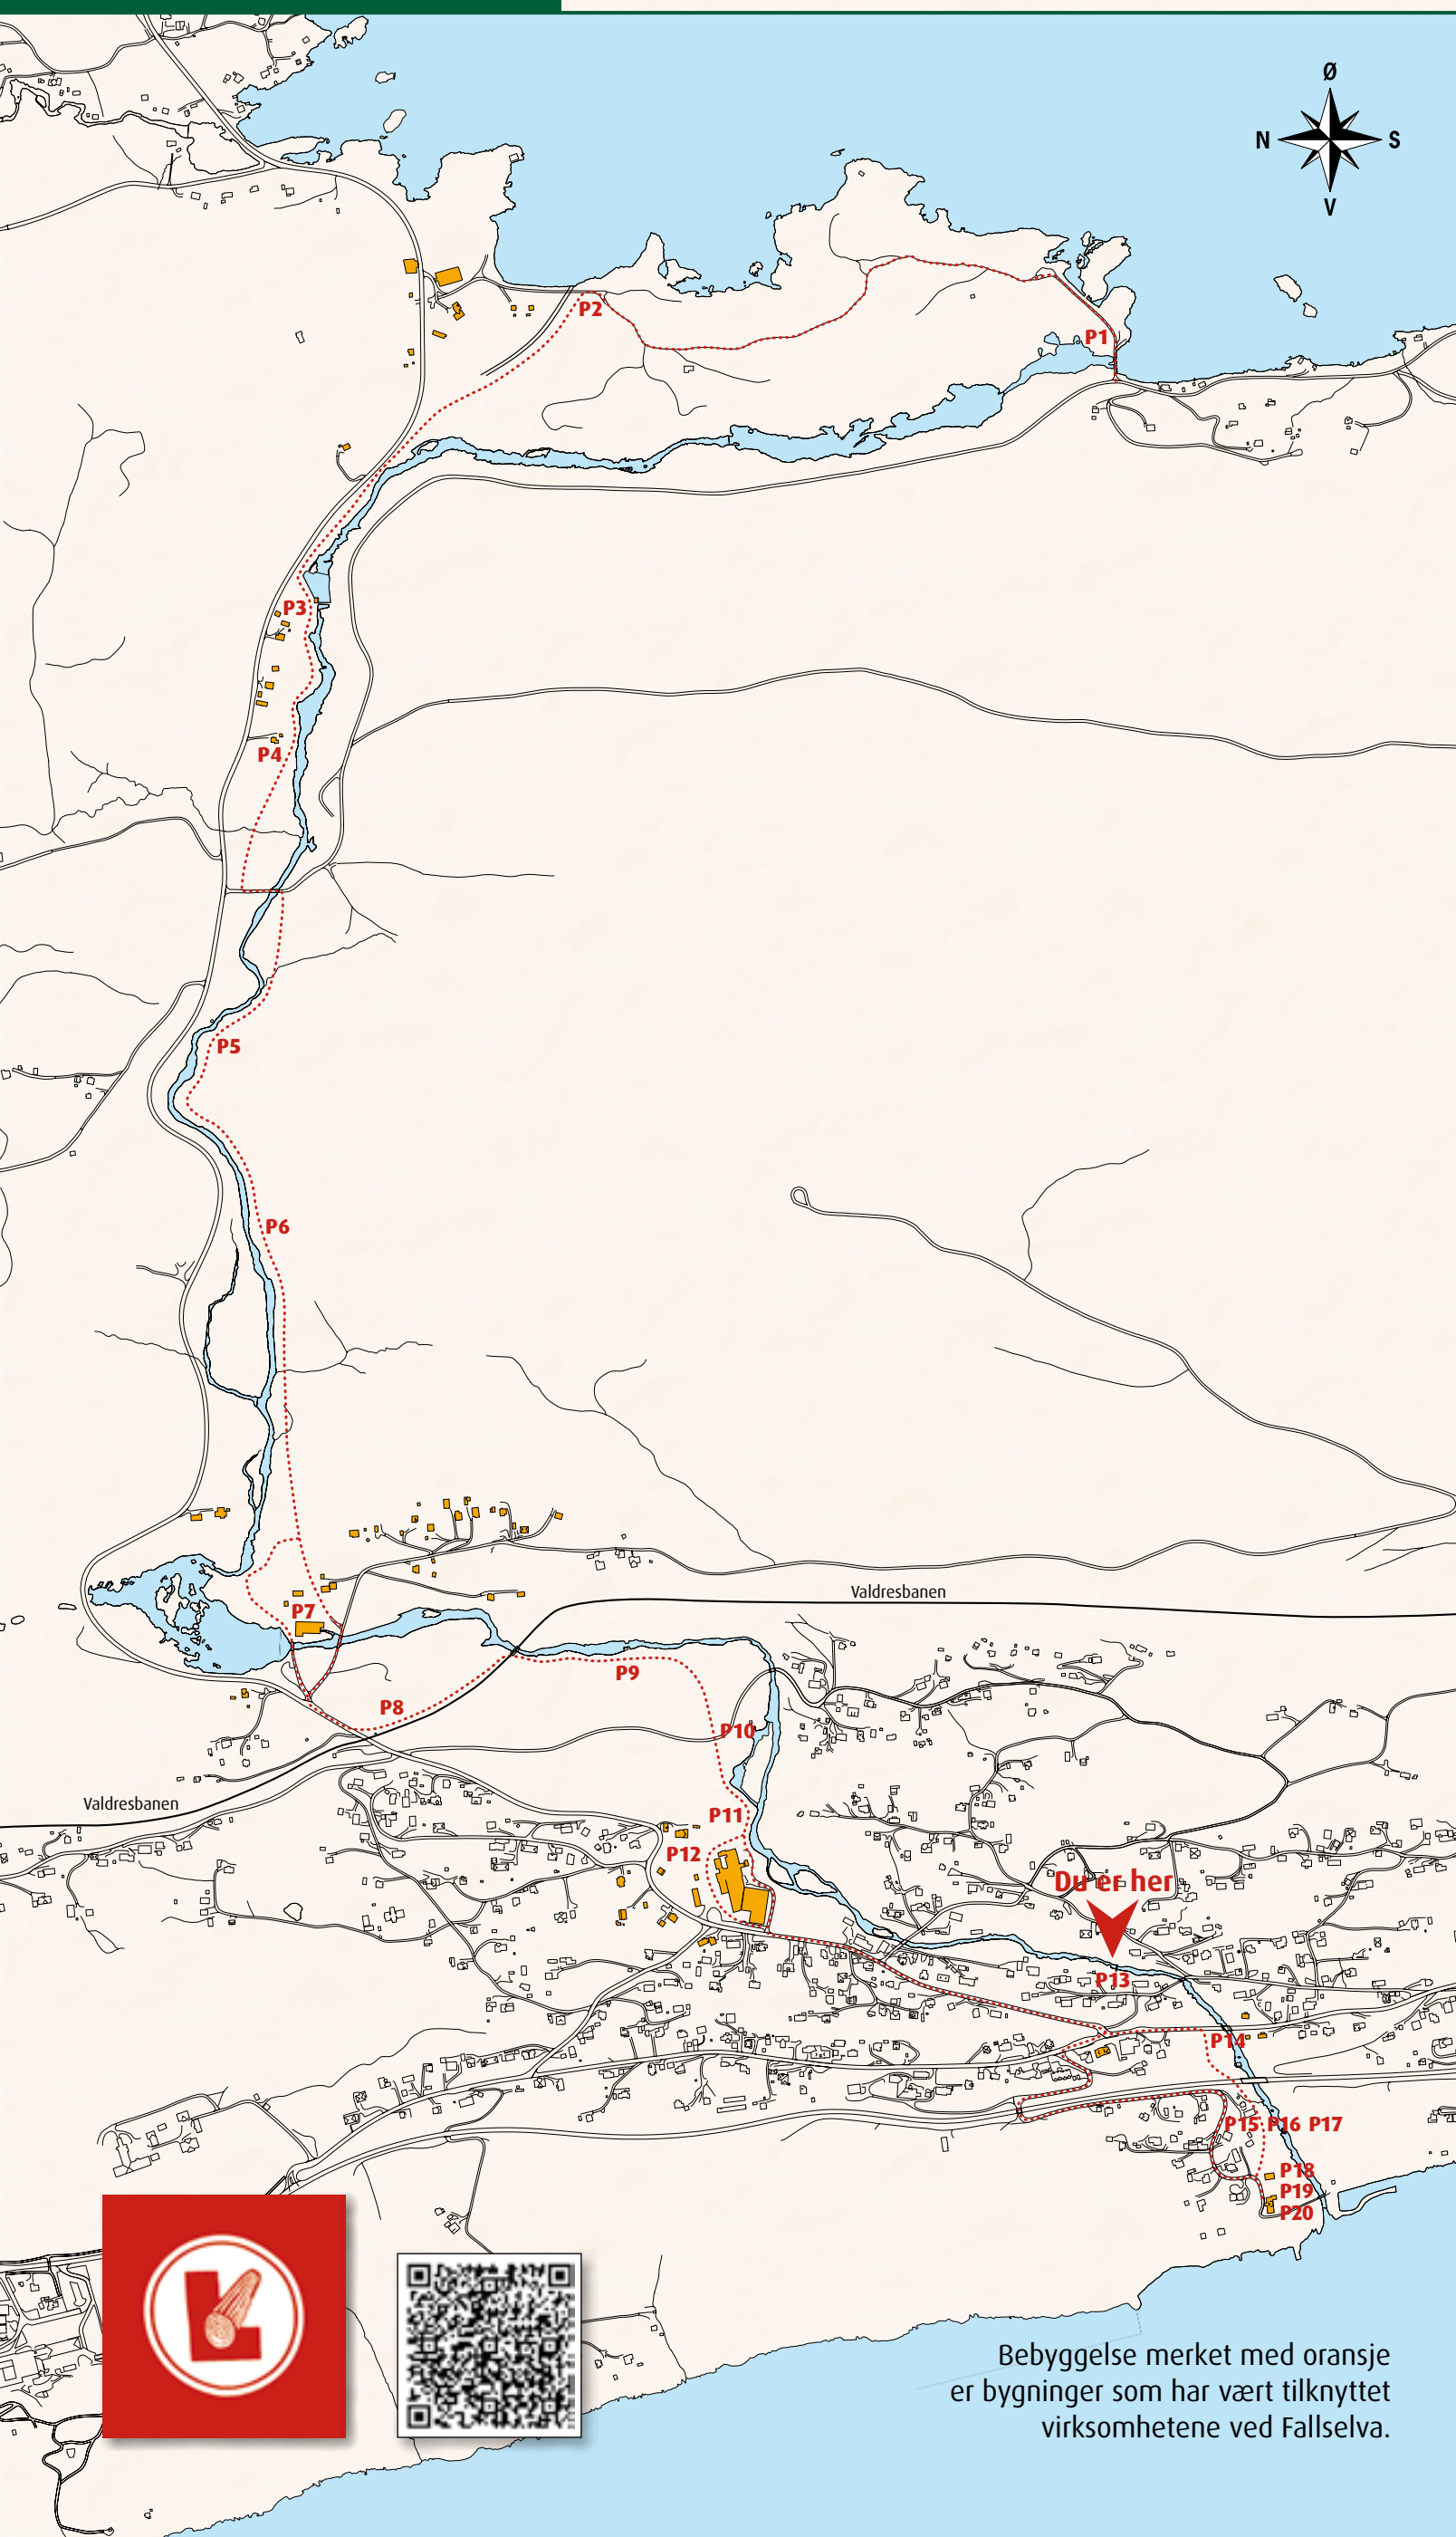 Ø
N S
V
P2
P1
P3
P4
P5
P6
Valdresbanen
P7
P9
P8
P10
Valdresbanen
P11
P12
Du er her
P13
P14
P15 P16 P17
P18
P19
P20
Bebyggelse merket med oransje
er bygninger som har vært tilknyttet
virksomhetene ved Fallselva.